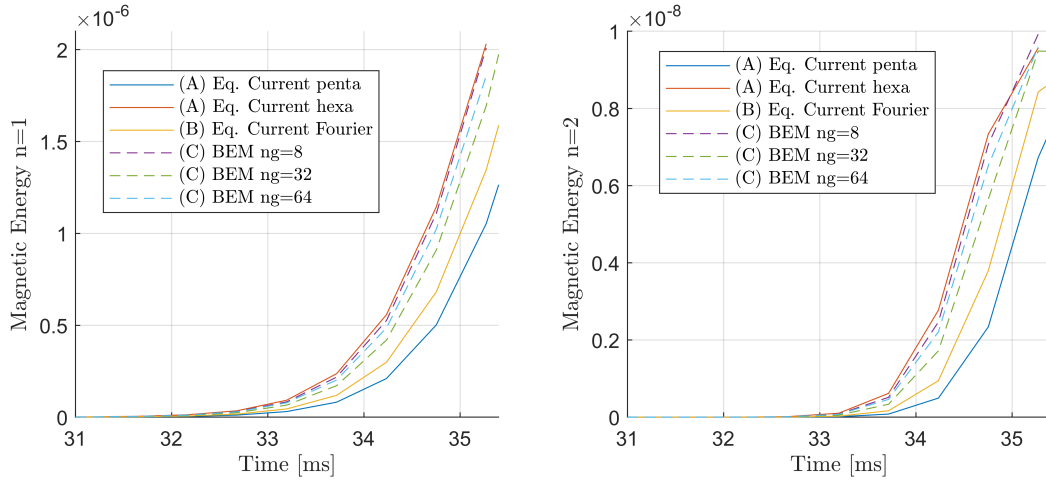 ×10⁻⁶
2
1.5
1
0.5
0
Magnetic Energy n=1
(A) Eq. Current penta
(A) Eq. Current hexa
(B) Eq. Current Fourier
(C) BEM ng=8
(C) BEM ng=32
(C) BEM ng=64
31 32 33 34 35
Time [ms]
×10⁻⁸
1
0.8
0.6
0.4
0.2
0
Magnetic Energy n=2
(A) Eq. Current penta
(A) Eq. Current hexa
(B) Eq. Current Fourier
(C) BEM ng=8
(C) BEM ng=32
(C) BEM ng=64
31 32 33 34 35
Time [ms]